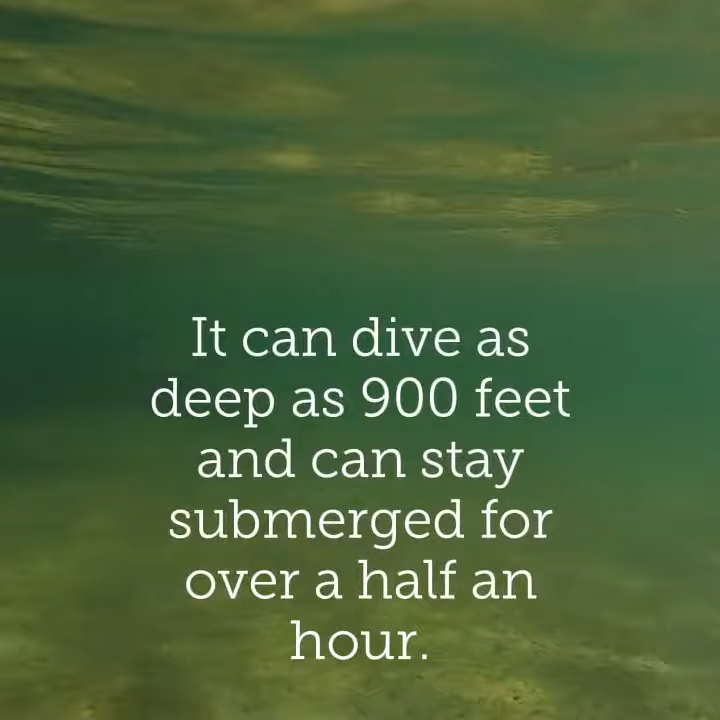 It can dive as
deep as 900 feet
and can stay
submerged for
over a half an
hour.